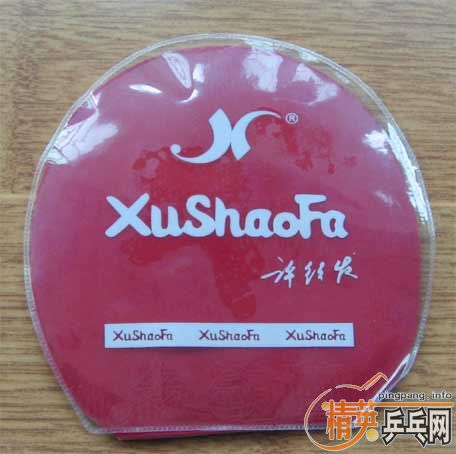 ®
XuShaoFa
许绍发
XuShaoFa XuShaoFa XuShaoFa
pingpang.info
精英乒乓网